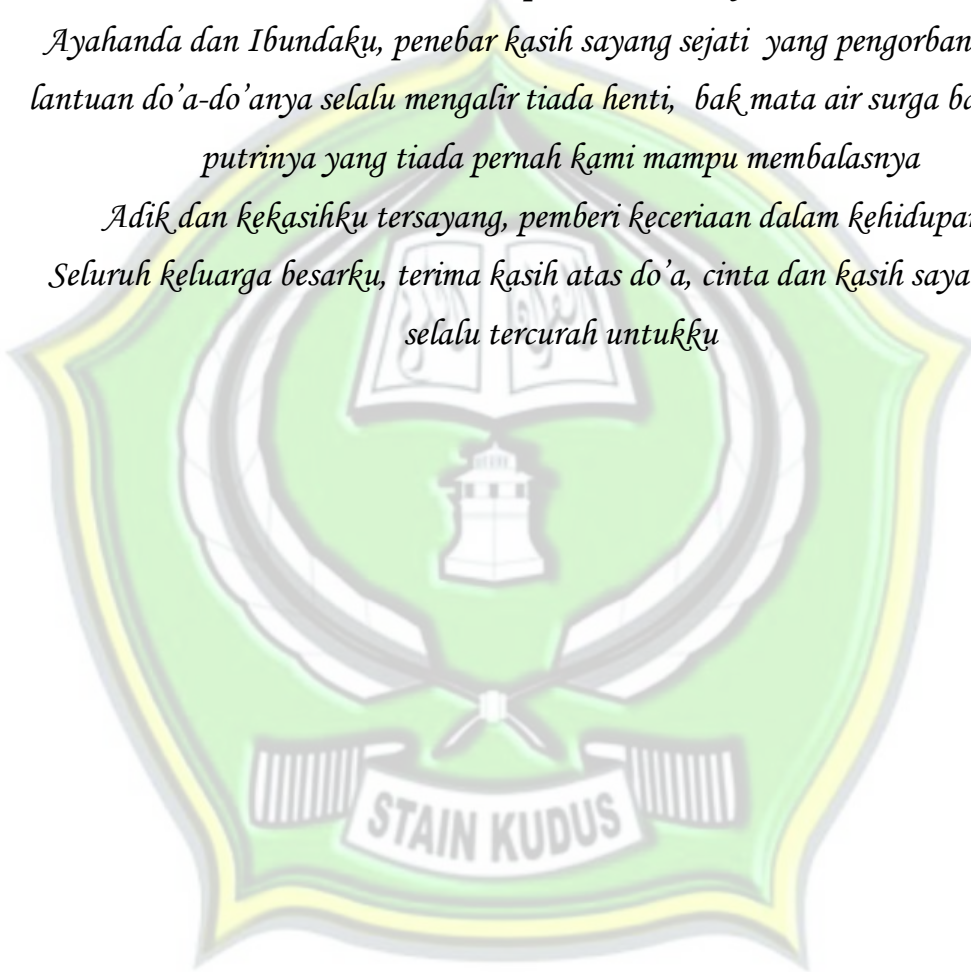 Ayahanda dan Ibundaku, penebar kasih sayang sejati yang pengorban
lantuan do’a-do’anya selalu mengalir tiada henti, bak mata air surga ba
putrinya yang tiada pernah kami mampu membalasnya
Adik dan kekasihku tersayang, pemberi keceriaan dalam kehidupan
Seluruh keluarga besarku, terima kasih atas do’a, cinta dan kasih saya
selalu tercurah untukku
STAIN KUDUS